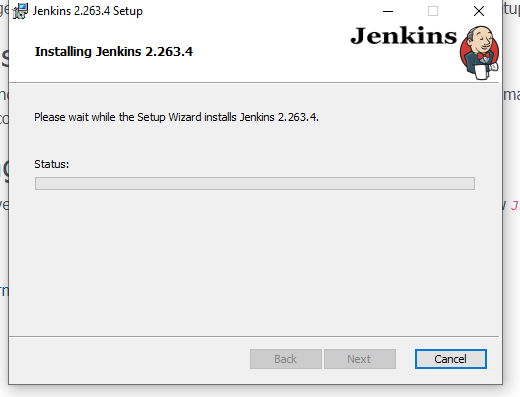 Jenkins 2.263.4 Setup
Jenkins
Installing Jenkins 2.263.4
Please wait while the Setup Wizard installs Jenkins 2.263.4.
Status:
Back
Next
Cancel